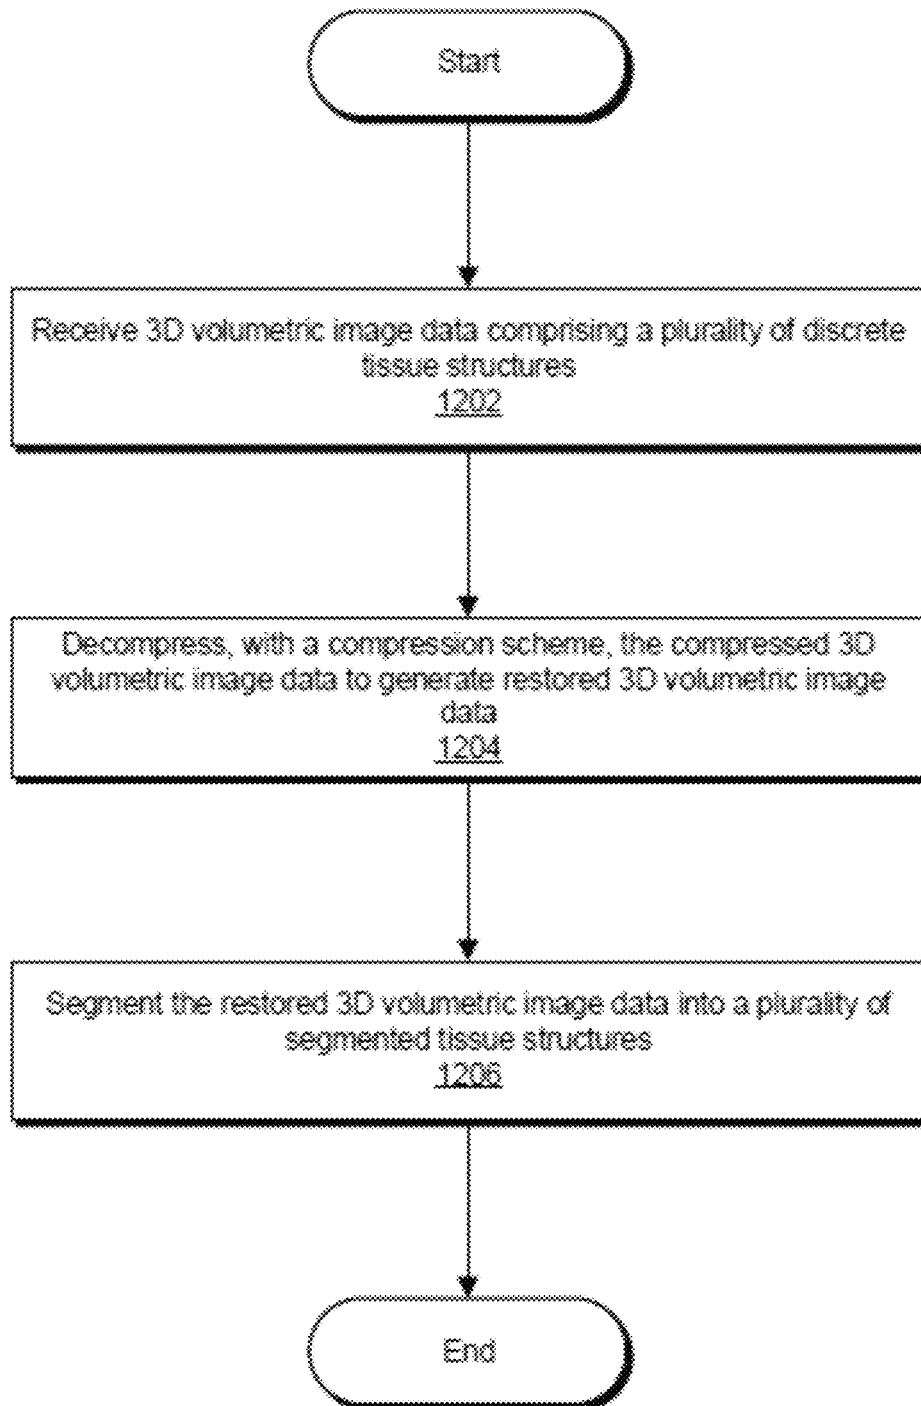 Start
Receive 3D volumetric image data comprising a plurality of discrete
tissue structures
1202
Decompress, with a compression scheme, the compressed 3D
volumetric image data to generate restored 3D volumetric image
data
1204
Segment the restored 3D volumetric image data into a plurality of
segmented tissue structures
1206
End